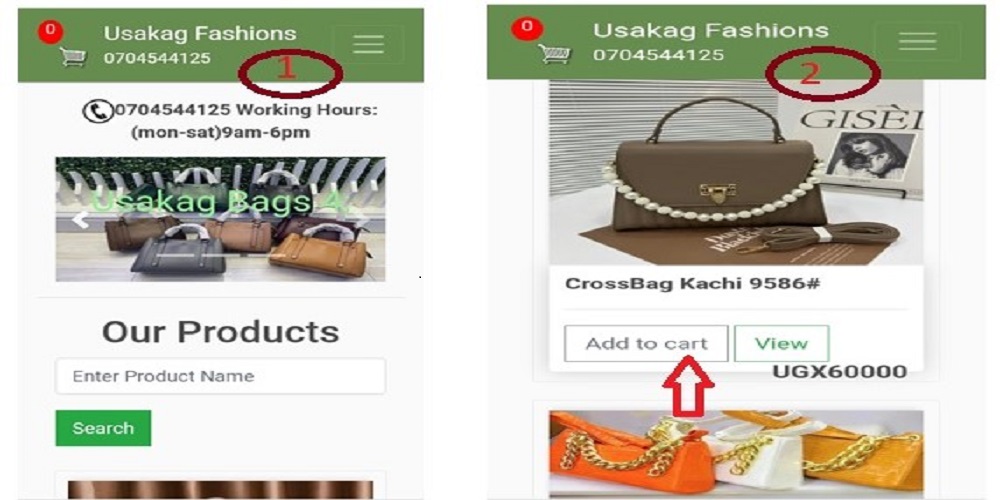 0
Usakag Fashions
0704544125
1
0704544125 Working Hours:
(mon-sat)9am-6pm
Usakag Bags 4
Our Products
Enter Product Name
Search
0
Usakag Fashions
0704544125
2
GISÈL
CrossBag Kachi 9586#
Add to cart
View
UGX60000